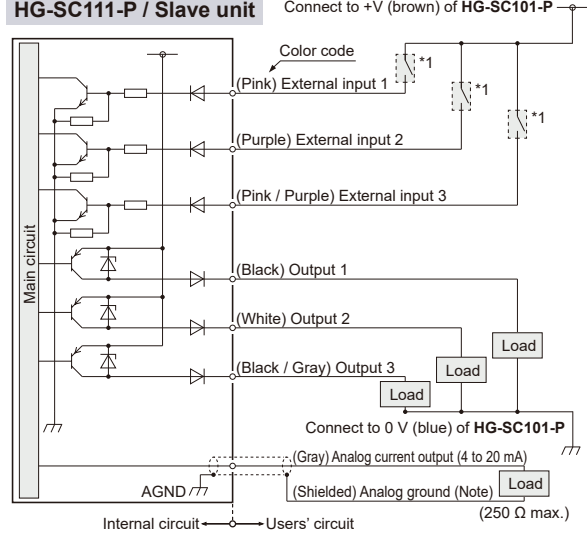 HG-SC111-P / Slave unit
Connect to +V (brown) of HG-SC101-P
Color code
*1
*1
*1
(Pink) External input 1
(Purple) External input 2
(Pink / Purple) External input 3
Main circuit
(Black) Output 1
(White) Output 2
(Black / Gray) Output 3
Load
Load
Load
Connect to 0 V (blue) of HG-SC101-P
(Gray) Analog current output (4 to 20 mA)
AGND
(Shielded) Analog ground (Note)
Load
(250 Ω max.)
Internal circuit
Users' circuit